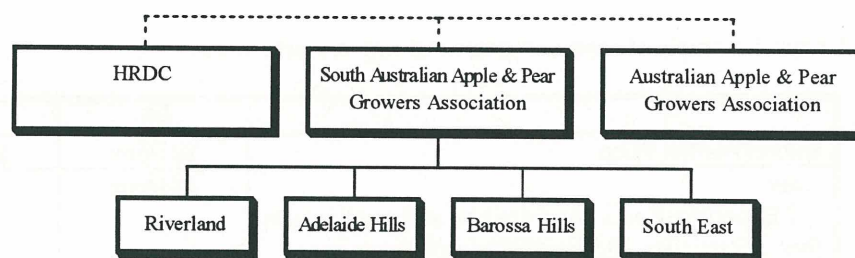 HRDC
South Australian Apple & Pear
Growers Association
Australian Apple & Pear
Growers Association
Riverland
Adelaide Hills
Barossa Hills
South East